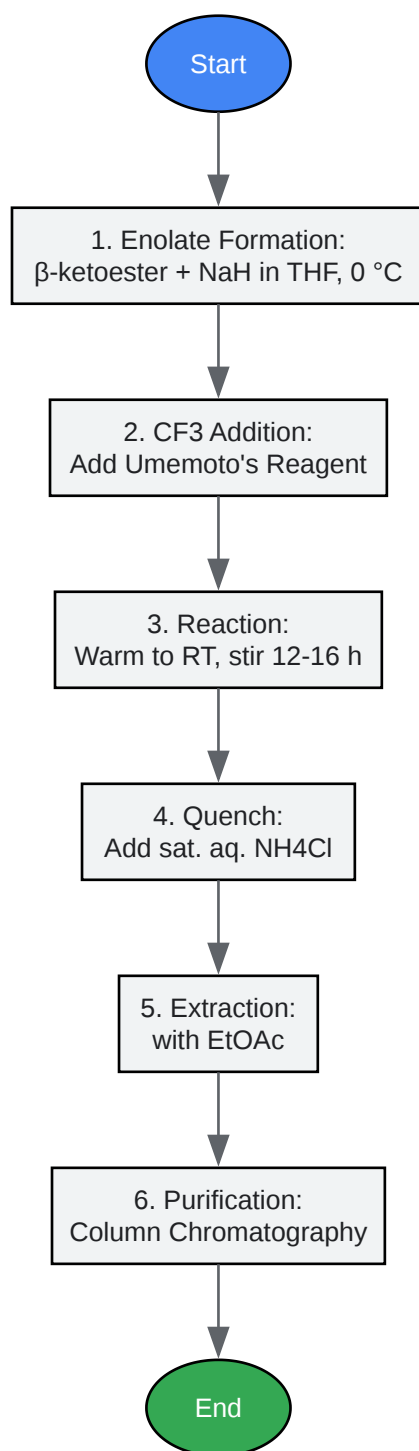 Start
1. Enolate Formation:
β-ketoester + NaH in THF, 0 °C
2. CF3 Addition:
Add Umemoto's Reagent
3. Reaction:
Warm to RT, stir 12-16 h
4. Quench:
Add sat. aq. NH4Cl
5. Extraction:
with EtOAc
6. Purification:
Column Chromatography
End